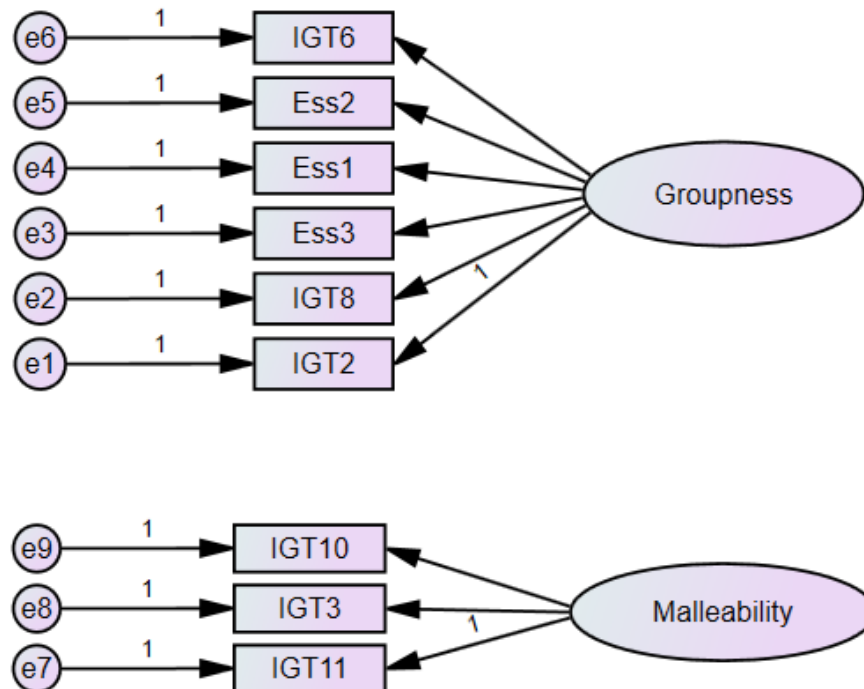 e6 1 IGT6
e5 1 Ess2
e4 1 Ess1 Groupness
e3 1 Ess3
e2 1 IGT8 1
e1 1 IGT2
e9 1 IGT10
e8 1 IGT3 1 Malleability
e7 1 IGT11